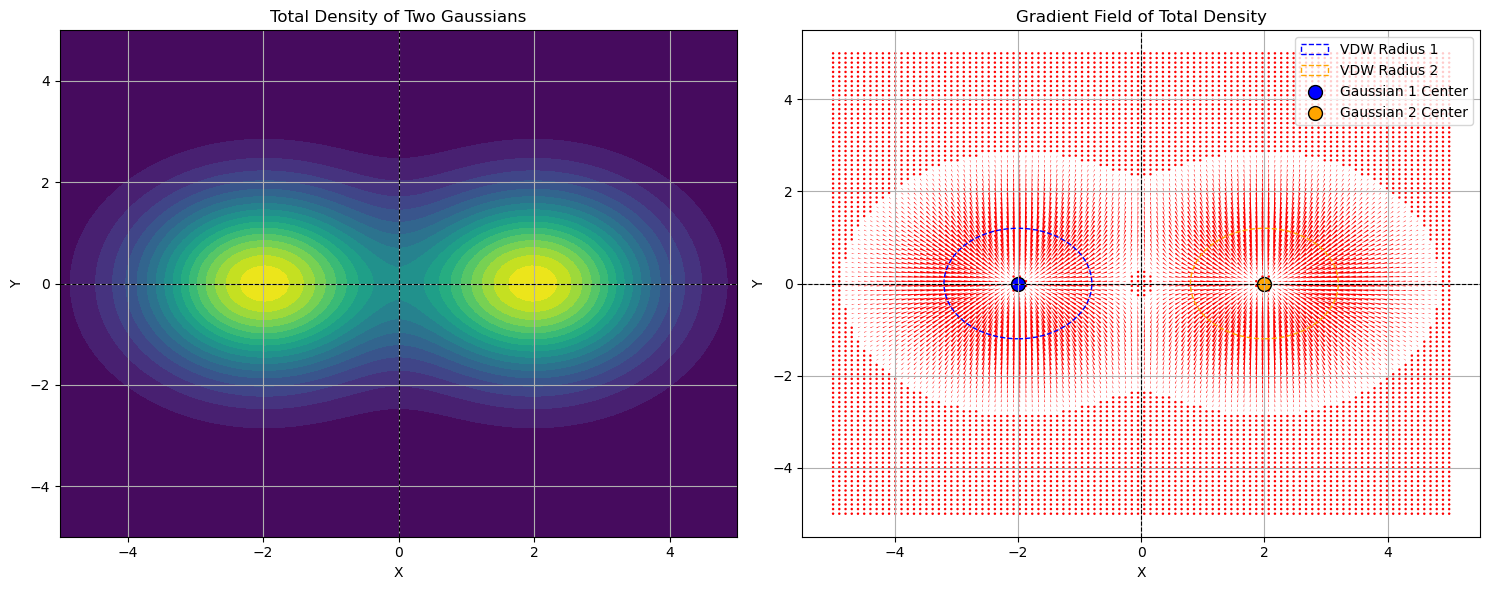 Total Density of Two Gaussians
Y
4
2
0
−2
−4
−4
−2
0
2
4
X
Gradient Field of Total Density
VDW Radius 1
VDW Radius 2
Gaussian 1 Center
Gaussian 2 Center
Y
4
2
0
−2
−4
−4
−2
0
2
4
X